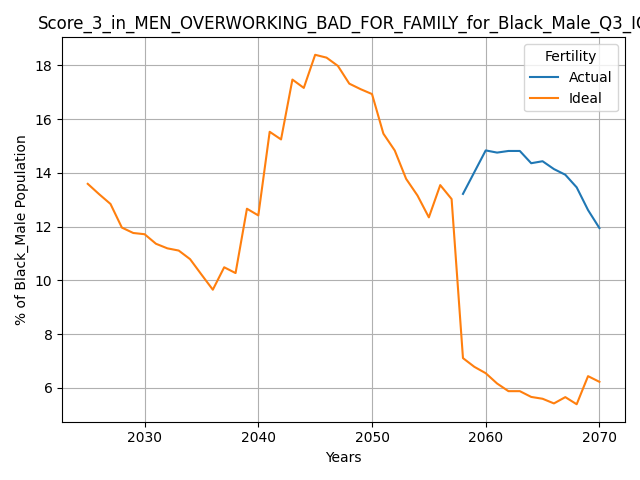 Score_3_in_MEN_OVERWORKING_BAD_FOR_FAMILY_for_Black_Male_Q3_IC
Fertility
Actual
Ideal
% of Black_Male Population
18
16
14
12
10
8
6
2030 2040 2050 2060 2070
Years